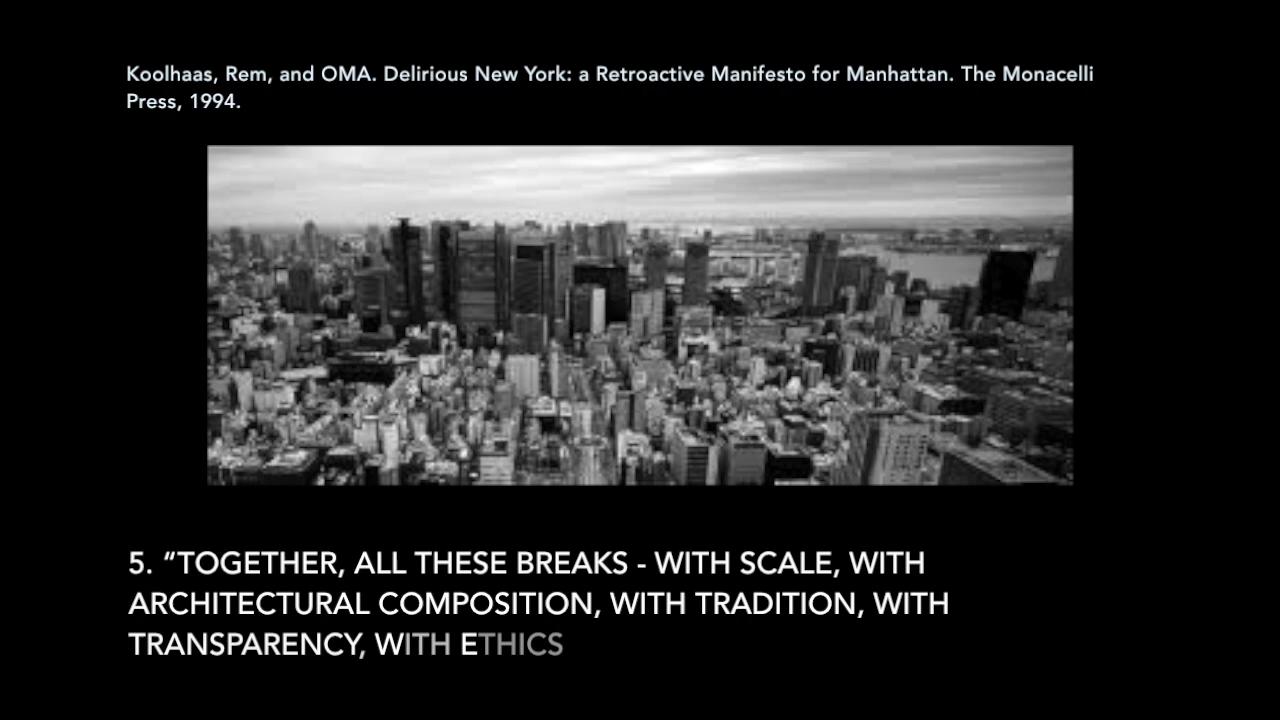 Koolhaas, Rem, and OMA. Delirious New York: a Retroactive Manifesto for Manhattan. The Monacelli
Press, 1994.
5. “TOGETHER, ALL THESE BREAKS - WITH SCALE, WITH
ARCHITECTURAL COMPOSITION, WITH TRADITION, WITH
TRANSPARENCY, WITH ETHICS